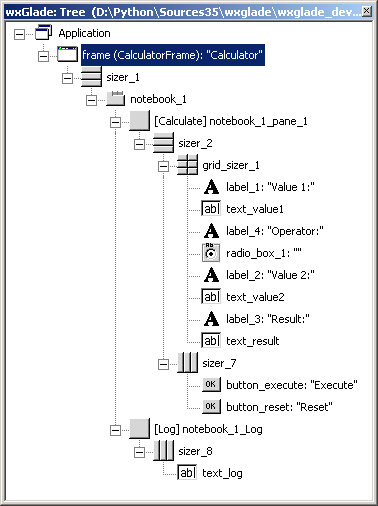 wxGlade: Tree (D:\Python\Sources35\wxglade\wxglade_dev...
Application
frame (CalculatorFrame): "Calculator"
sizer_1
notebook_1
[Calculate] notebook_1_pane_1
sizer_2
grid_sizer_1
A label_1: "Value 1:"
ab| text_value1
A label_4: "Operator:"
Rb radio_box_1: ""
A label_2: "Value 2:"
ab| text_value2
A label_3: "Result:"
ab| text_result
sizer_7
OK button_execute: "Execute"
OK button_reset: "Reset"
[Log] notebook_1_Log
sizer_8
ab| text_log